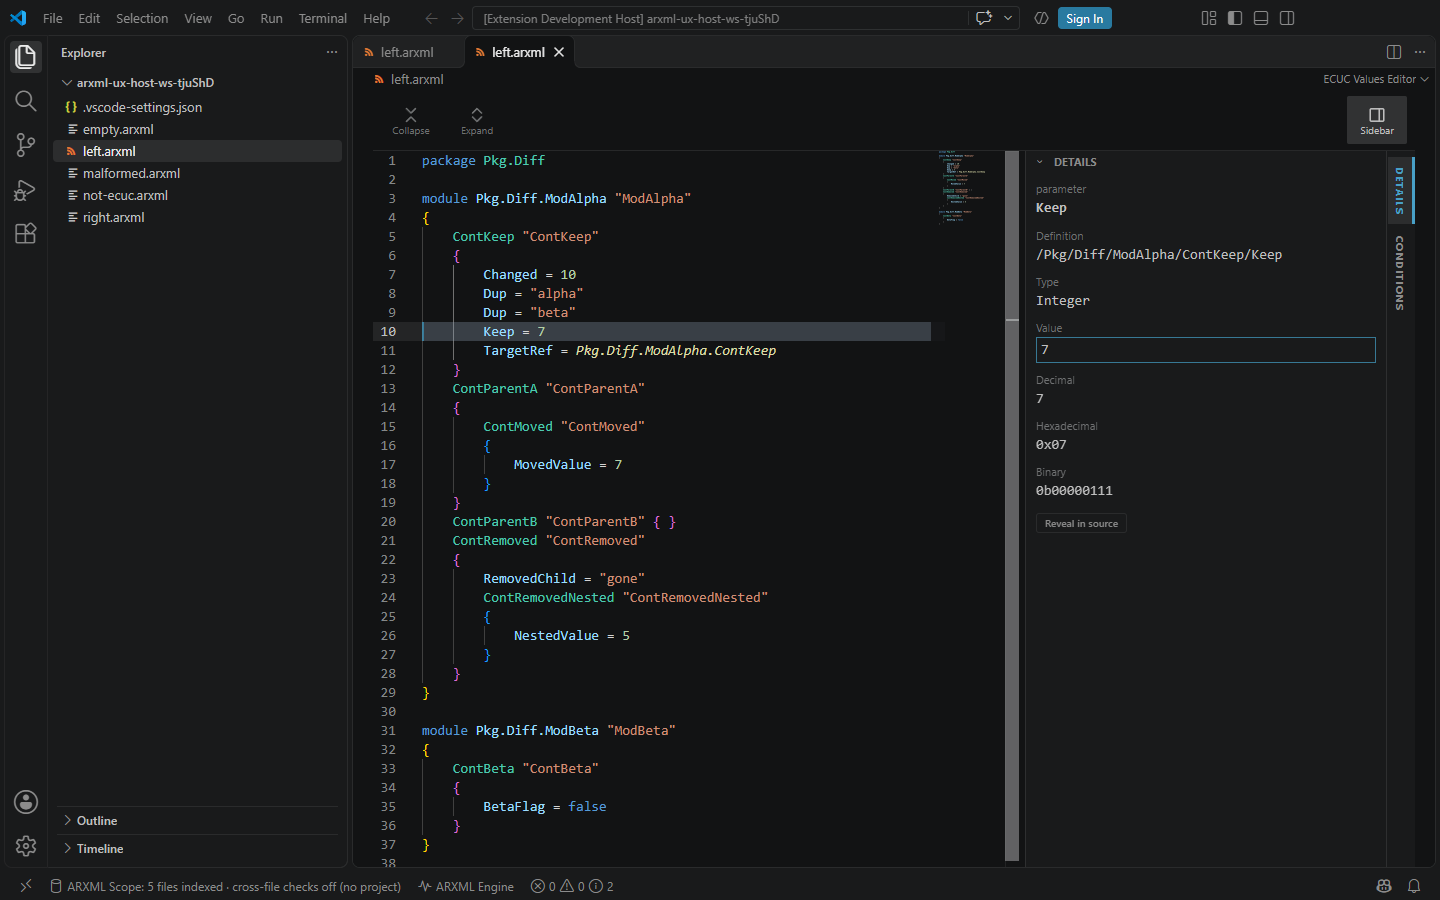 File Edit Selection View Go Run Terminal Help
[Extension Development Host] arxml-ux-host-ws-tjuShD
Sign In
Explorer
arxml-ux-host-ws-tjuShD
.vscode-settings.json
empty.arxml
left.arxml
malformed.arxml
not-ecuc.arxml
right.arxml
Outline
Timeline
left.arxml
left.arxml
left.arxml
ECUC Values Editor
Collapse
Expand
Sidebar
1 package Pkg.Diff
2
3 module Pkg.Diff.ModAlpha "ModAlpha"
4 {
5 ContKeep "ContKeep"
6 {
7 Changed = 10
8 Dup = "alpha"
9 Dup = "beta"
10 Keep = 7
11 TargetRef = Pkg.Diff.ModAlpha.ContKeep
12 }
13 ContParentA "ContParentA"
14 {
15 ContMoved "ContMoved"
16 {
17 MovedValue = 7
18 }
19 }
20 ContParentB "ContParentB" { }
21 ContRemoved "ContRemoved"
22 {
23 RemovedChild = "gone"
24 ContRemovedNested "ContRemovedNested"
25 {
26 NestedValue = 5
27 }
28 }
29 }
30
31 module Pkg.Diff.ModBeta "ModBeta"
32 {
33 ContBeta "ContBeta"
34 {
35 BetaFlag = false
36 }
37 }
38
DETAILS
parameter
Keep
Definition
/Pkg/Diff/ModAlpha/ContKeep/Keep
Type
Integer
Value
7
Decimal
7
Hexadecimal
0x07
Binary
0b00000111
Reveal in source
DETAILS
CONDITIONS
ARXML Scope: 5 files indexed · cross-file checks off (no project)
ARXML Engine
0 0 2